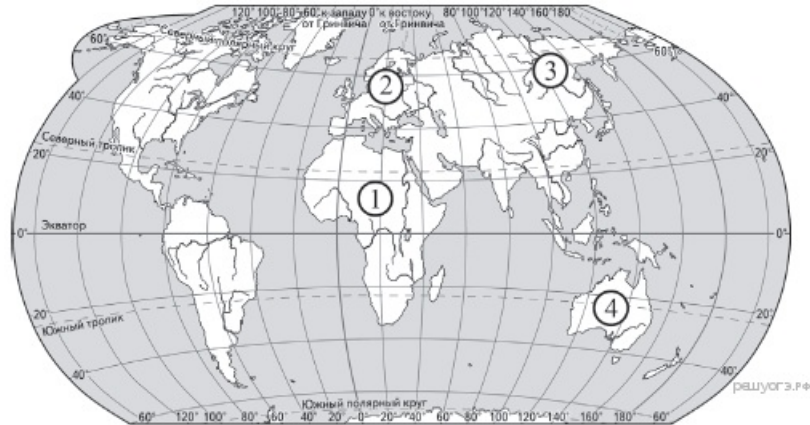 120° 100° 80° 60° к западу 0° к востоку 80° 100° 120° 140° 160° 180°
от Гринвича от Гринвича
Северный полярный круг
60° 60°
40° 40°
Северный тропик
20° 20°
Экватор
0° 0°
20° 20°
Южный тропик
40° 40°
Южный полярный круг
60° 120° 100° 80° 60° 40° 20° 0° 20° 40° 60° 80° 100° 120° 140° 160° 180° 60°
1
2
3
4
решуогэ.рф